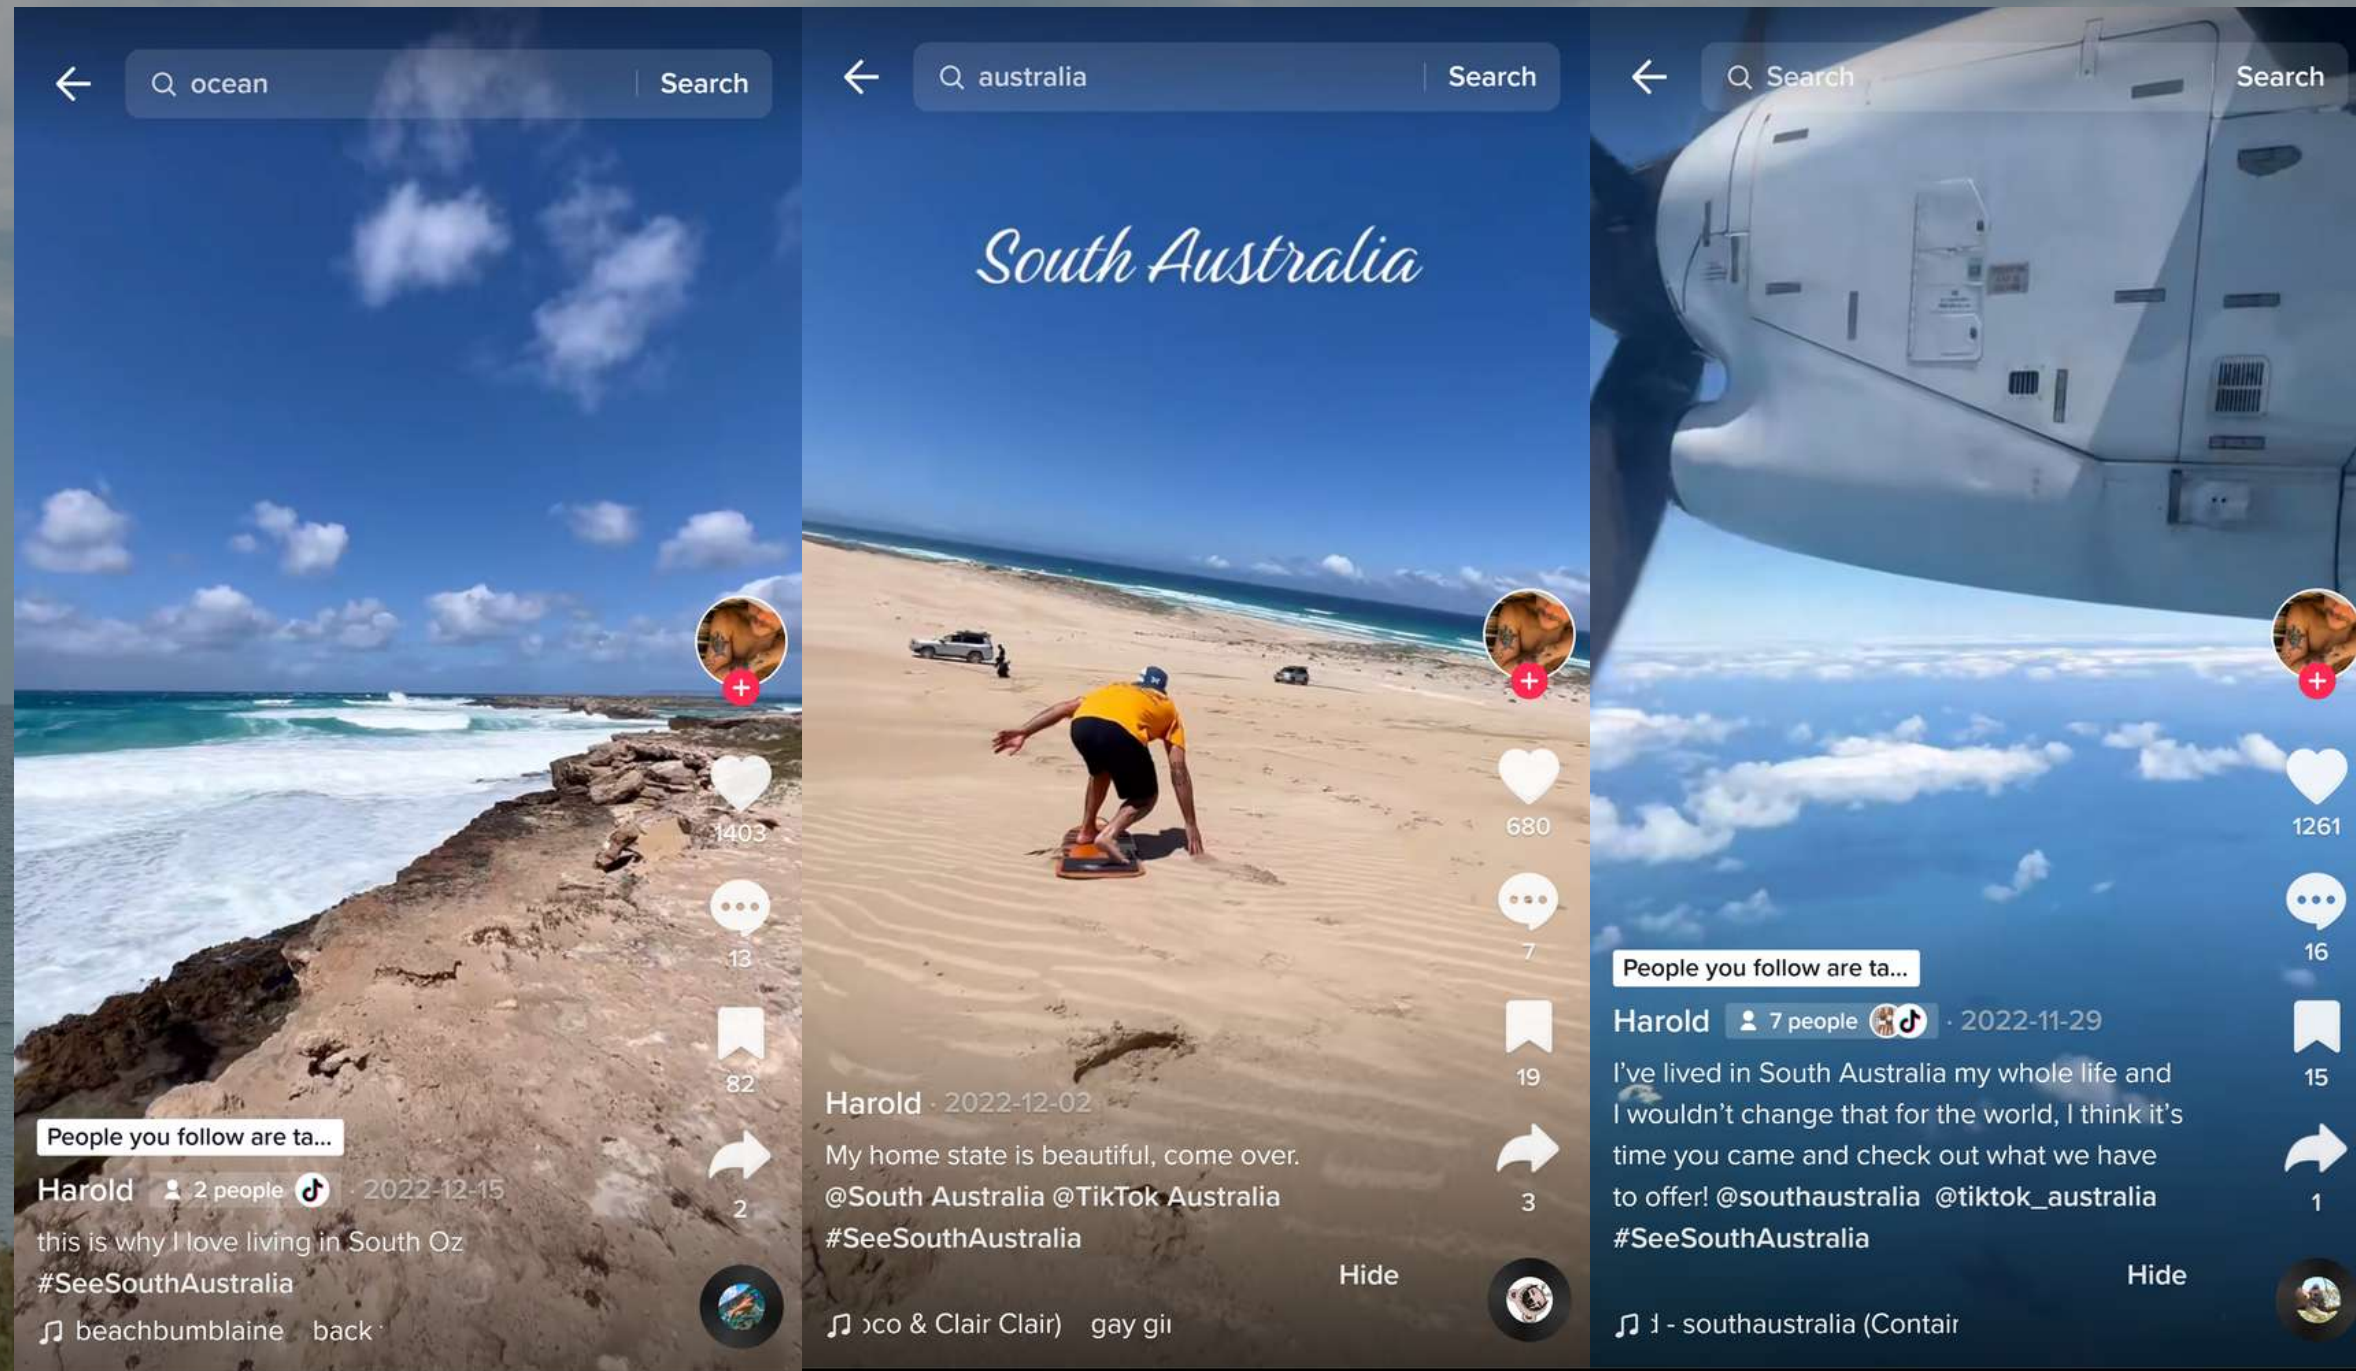 ocean
Search
1403
13
82
People you follow are ta...
Harold 2 people · 2022-12-15
2
this is why I love living in South Oz
#SeeSouthAustralia
beachbumblaine back
australia
Search
South Australia
680
7
19
Harold · 2022-12-02
My home state is beautiful, come over.
@South Australia @TikTok Australia
3
#SeeSouthAustralia
Hide
oco & Clair Clair) gay
Search
Search
1261
16
People you follow are ta...
Harold 7 people · 2022-11-29
I've lived in South Australia my whole life and
15
I wouldn't change that for the world, I think it's
time you came and check out what we have
to offer! @southaustralia @tiktok_australia
1
#SeeSouthAustralia
Hide
- southaustralia (Contain